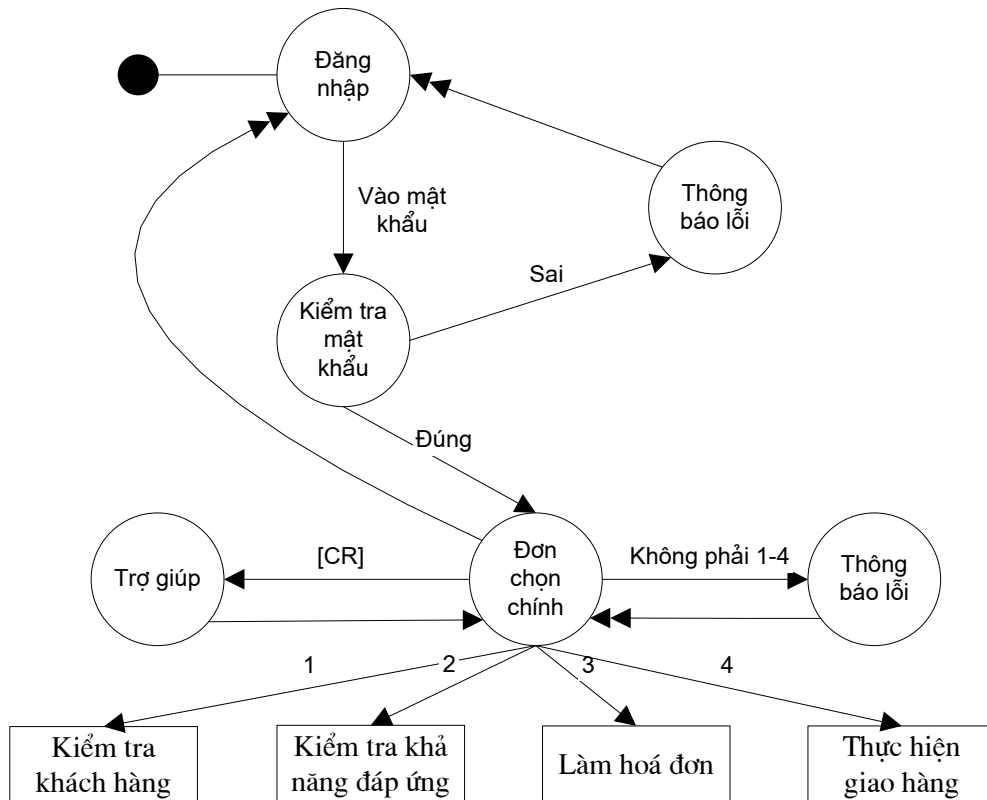 Đăng
nhập
Vào mật
khẩu
Thông
báo lỗi
Sai
Kiểm tra
mật
khẩu
Đúng
Trợ giúp
[CR]
Đơn
chọn
chính
Không phải 1-4
Thông
báo lỗi
1
2
3
4
Kiểm tra
khách hàng
Kiểm tra khả
năng đáp ứng
Làm hoá đơn
Thực hiện
giao hàng